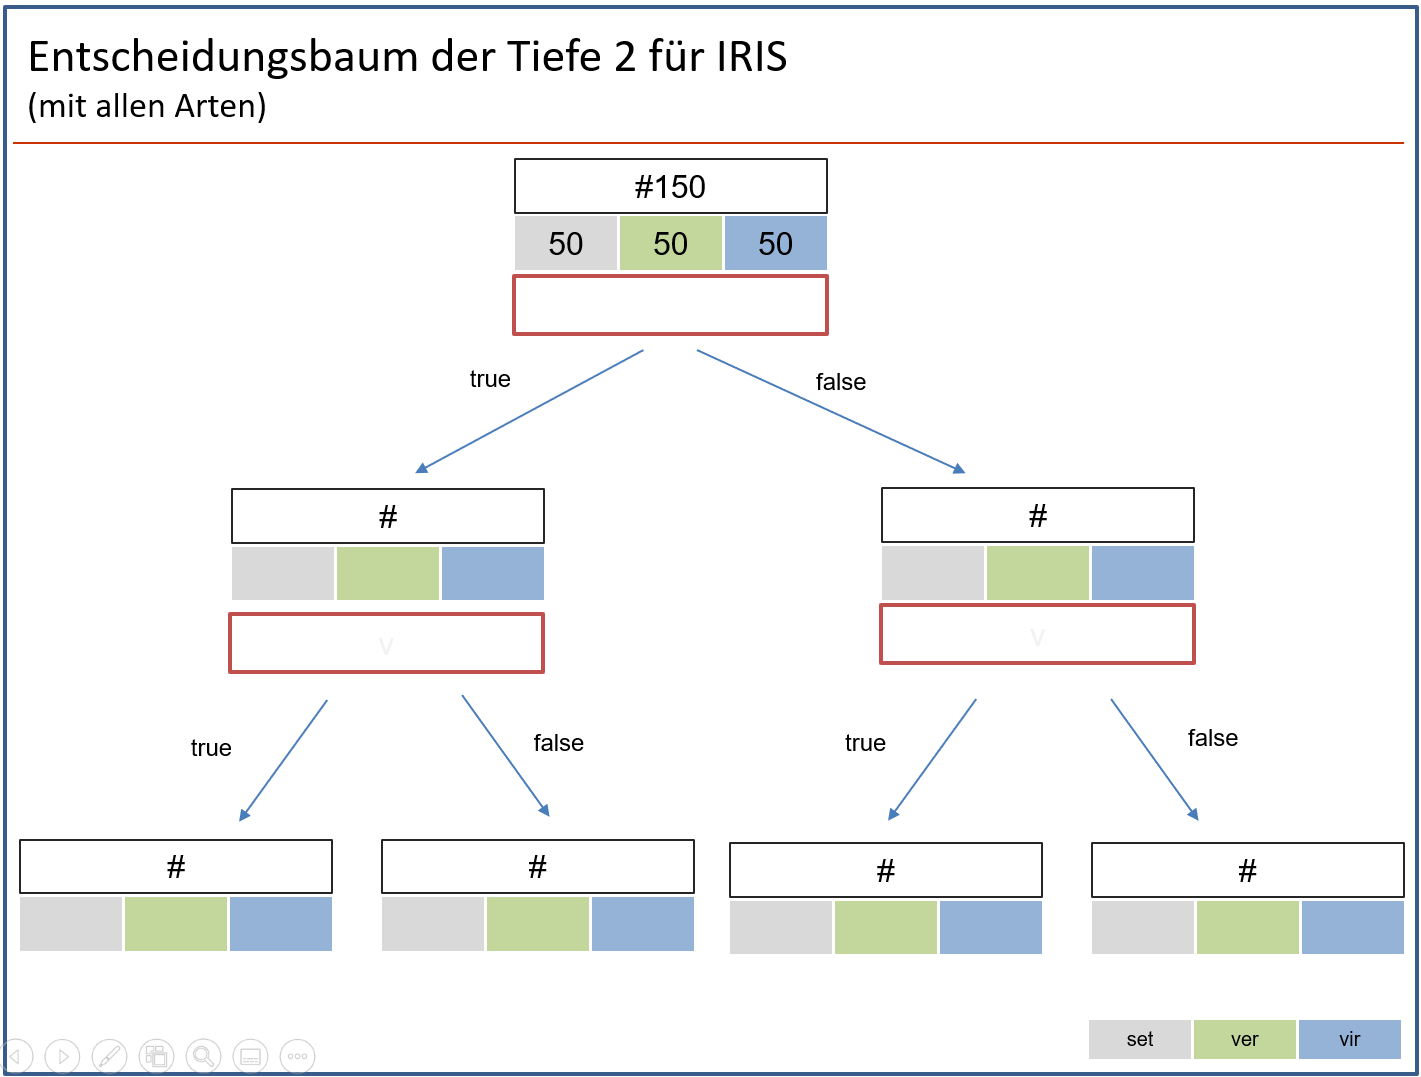 Entscheidungsbaum der Tiefe 2 für IRIS
(mit allen Arten)
#150
50 50 50
true
false
#
#
v
v
true
false
true
false
#
#
#
#
set ver vir